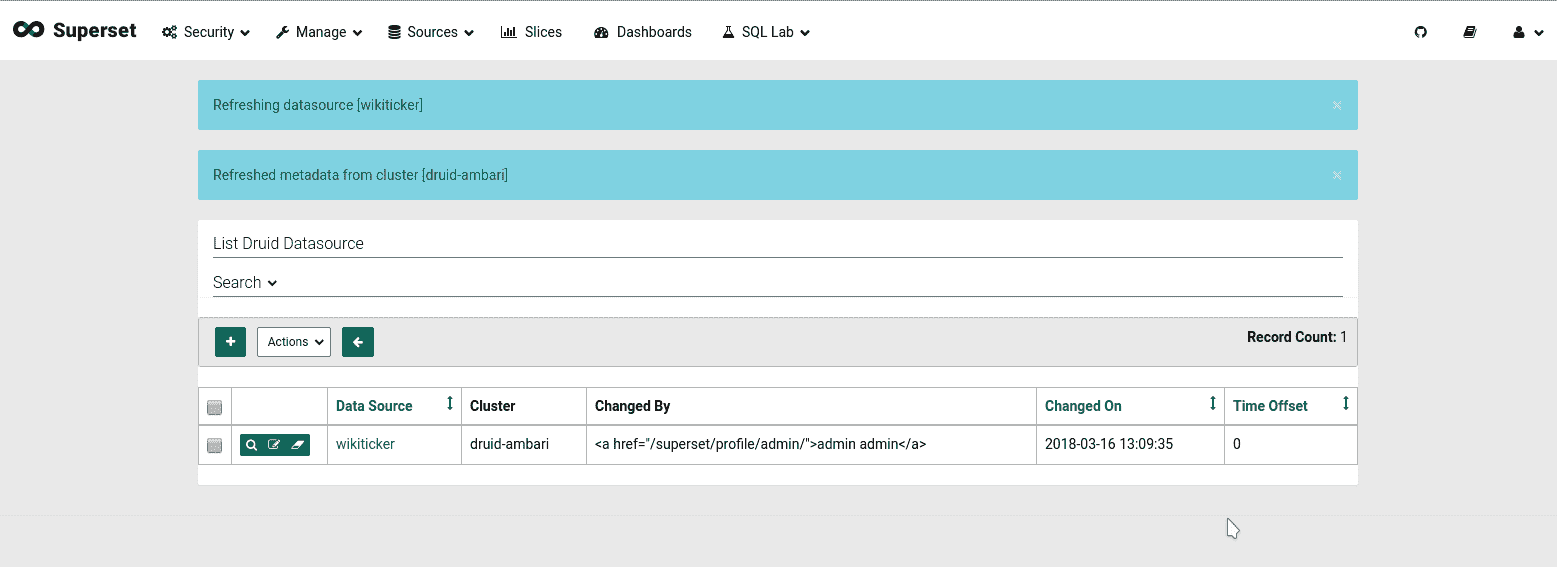 Superset Security Manage Sources Slices Dashboards SQL Lab
Refreshing datasource [wikiticker] ×
Refreshed metadata from cluster [druid-ambari] ×
List Druid Datasource
Search
+ Actions Record Count: 1
Data Source Cluster Changed By Changed On Time Offset
wikiticker druid-ambari <a href="/superset/profile/admin/">admin admin</a> 2018-03-16 13:09:35 0